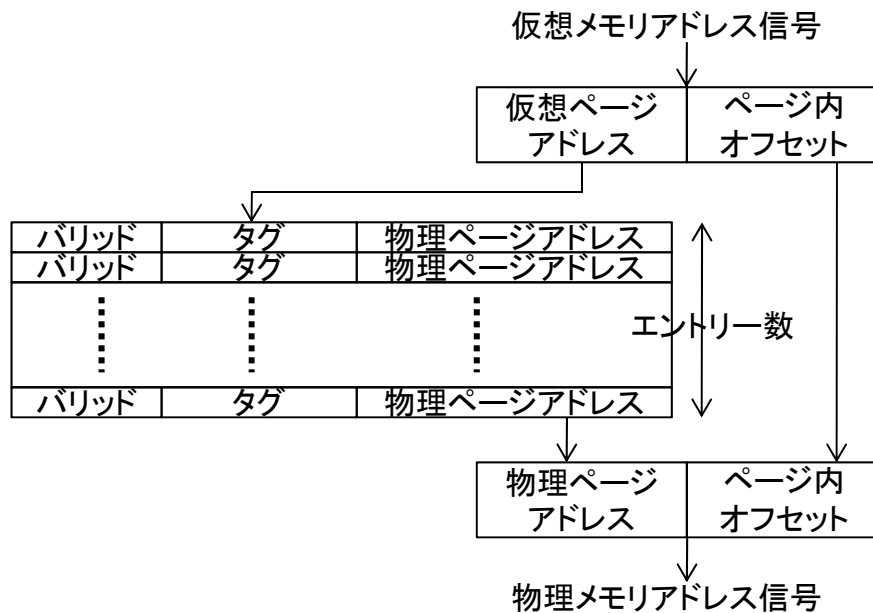 仮想メモリアドレス信号
仮想ページ ページ内
アドレス オフセット
バリッド タグ 物理ページアドレス
バリッド タグ 物理ページアドレス
エントリー数
バリッド タグ 物理ページアドレス
物理ページ ページ内
アドレス オフセット
物理メモリアドレス信号